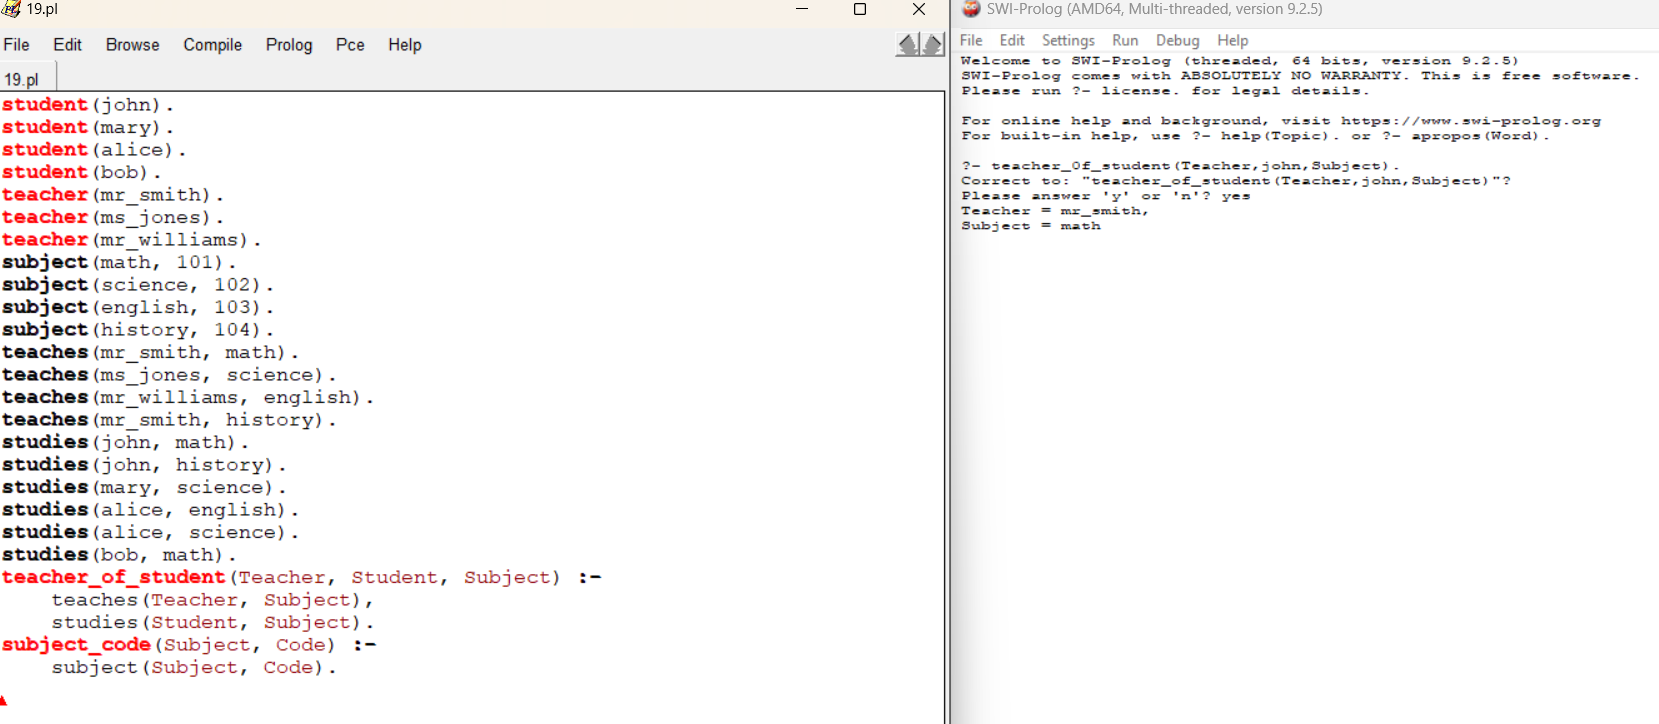 19.pl
File Edit Browse Compile Prolog Pce Help
19.pl
student(john).
student(mary).
student(alice).
student(bob).
teacher(mr_smith).
teacher(ms_jones).
teacher(mr_williams).
subject(math, 101).
subject(science, 102).
subject(english, 103).
subject(history, 104).
teaches(mr_smith, math).
teaches(ms_jones, science).
teaches(mr_williams, english).
teaches(mr_smith, history).
studies(john, math).
studies(john, history).
studies(mary, science).
studies(alice, english).
studies(alice, science).
studies(bob, math).
teacher_of_student(Teacher, Student, Subject) :-
    teaches(Teacher, Subject),
    studies(Student, Subject).
subject_code(Subject, Code) :-
    subject(Subject, Code).
SWI-Prolog (AMD64, Multi-threaded, version 9.2.5)
File Edit Settings Run Debug Help
Welcome to SWI-Prolog (threaded, 64 bits, version 9.2.5)
SWI-Prolog comes with ABSOLUTELY NO WARRANTY. This is free software.
Please run ?- license. for legal details.
For online help and background, visit https://www.swi-prolog.org
For built-in help, use ?- help(Topic). or ?- apropos(Word).
?- teacher_Of_student(Teacher,john,Subject).
Correct to: "teacher_of_student(Teacher,john,Subject)"?
Please answer 'y' or 'n'? yes
Teacher = mr_smith,
Subject = math